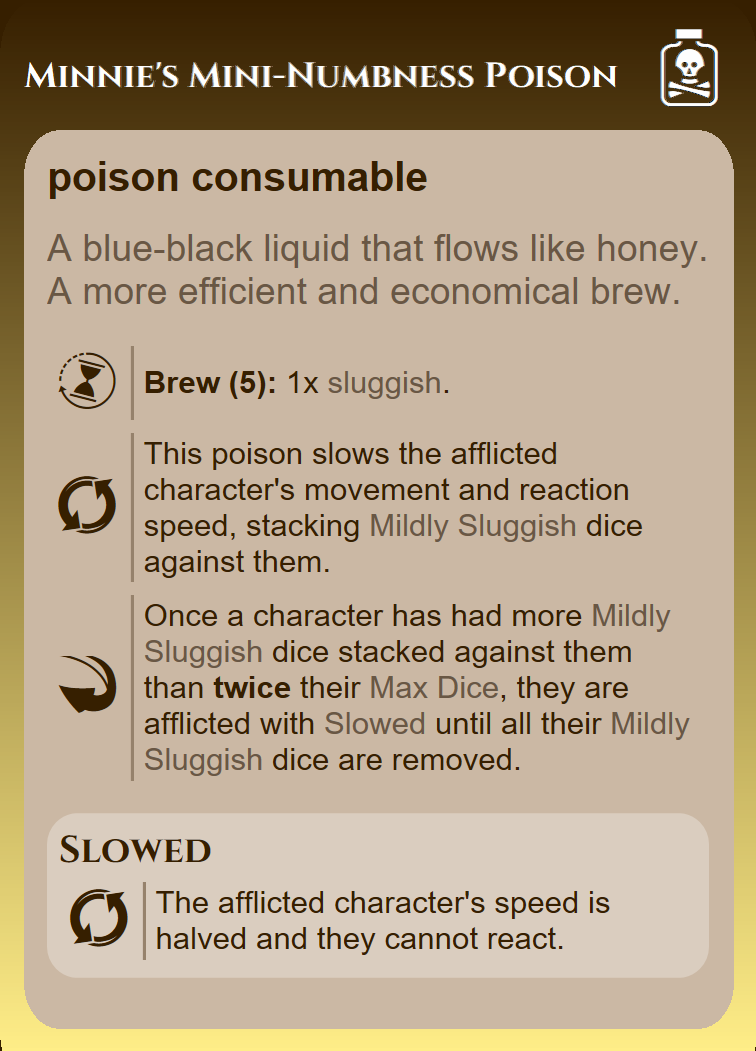 Minnie's Mini-Numbness Poison
poison consumable
A blue-black liquid that flows like honey.
A more efficient and economical brew.
Brew (5): 1x sluggish.
This poison slows the afflicted
character's movement and reaction
speed, stacking Mildly Sluggish dice
against them.
Once a character has had more Mildly
Sluggish dice stacked against them
than twice their Max Dice, they are
afflicted with Slowed until all their Mildly
Sluggish dice are removed.
Slowed
The afflicted character's speed is
halved and they cannot react.